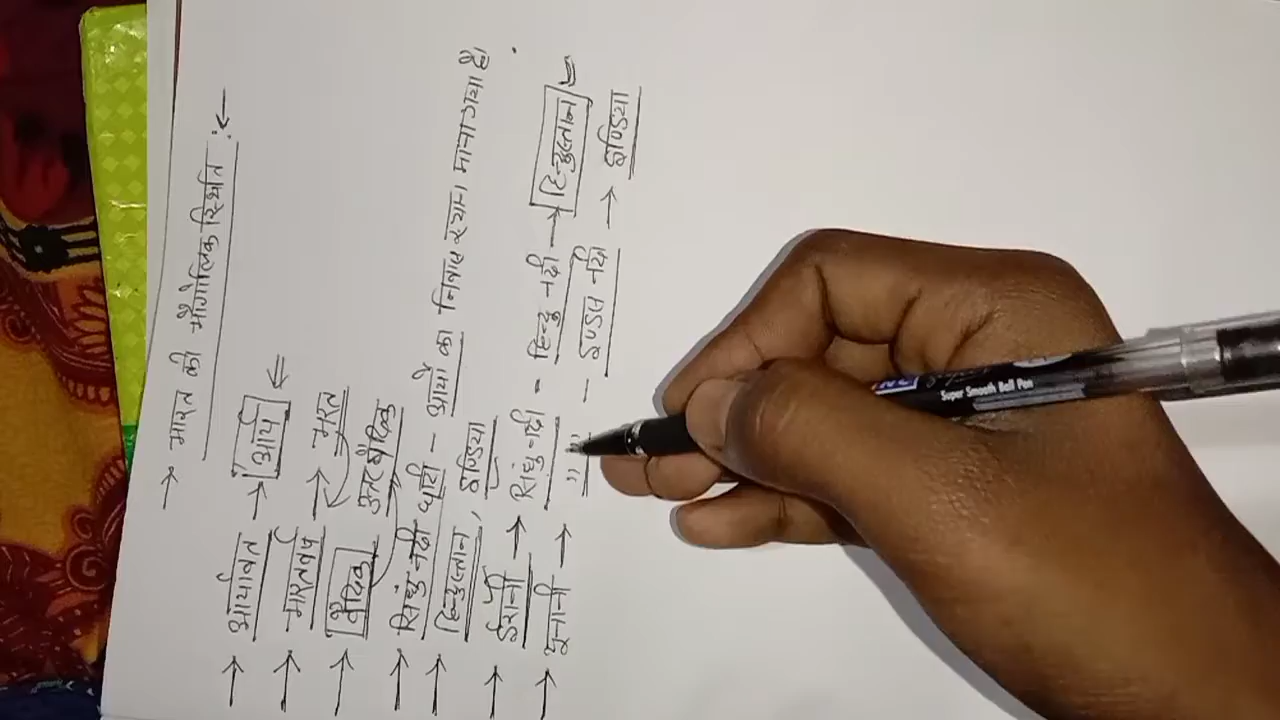 → भारत की भौगोलिक स्थिति :←
→ आर्यावर्त → आर्य ⇐
→ भारतवर्ष → भरत
→ वैदिक
→ सिंधु नदी घाटी - आर्यों का निवास स्थान माना गया है।
→ हिन्दुस्तान, इण्डिया
→ ईरानी → सिंधु नदी - हिन्दु नदी → हिन्दुस्तान
→ यूनानी → " " - इण्डस नदी → इण्डिया
Super Smooth Ball Pen